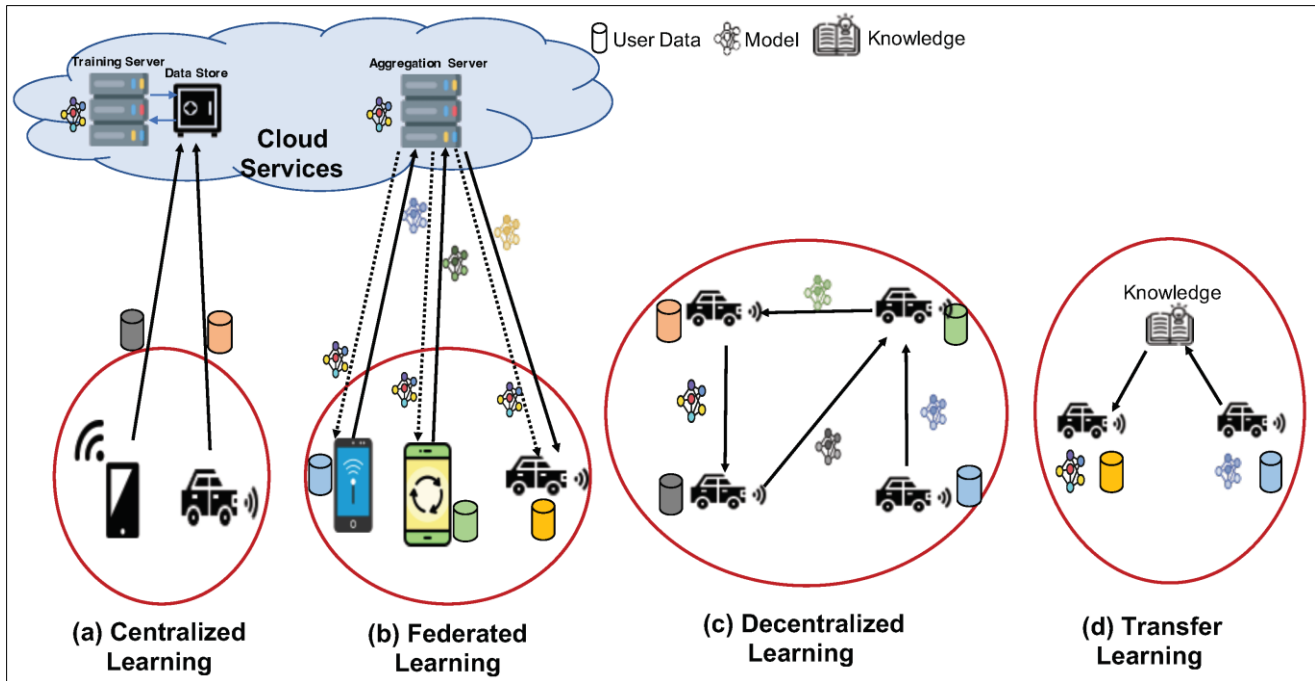 User Data
Model
Knowledge
Training Server
Data Store
Aggregation Server
Cloud
Services
Knowledge
(a) Centralized
Learning
(b) Federated
Learning
(c) Decentralized
Learning
(d) Transfer
Learning